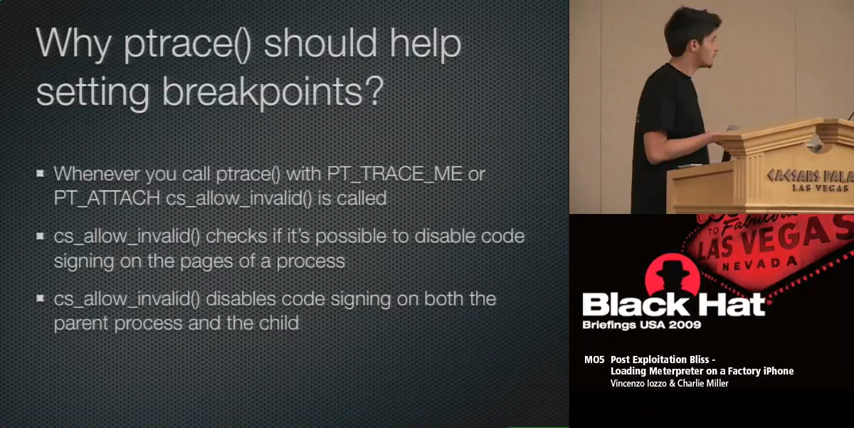 Why ptrace() should help
setting breakpoints?
Whenever you call ptrace() with PT_TRACE_ME or
PT_ATTACH cs_allow_invalid() is called
cs_allow_invalid() checks if it's possible to disable code
signing on the pages of a process
cs_allow_invalid() disables code signing on both the
parent process and the child
CAESARS PALA
LAS VEGAS
TO Fabulous
LAS VEGAS
NEVADA
Black Hat
Briefings USA 2009
MO5 Post Exploitation Bliss -
Loading Meterpreter on a Factory iPhone
Vincenzo Iozzo & Charlie Miller